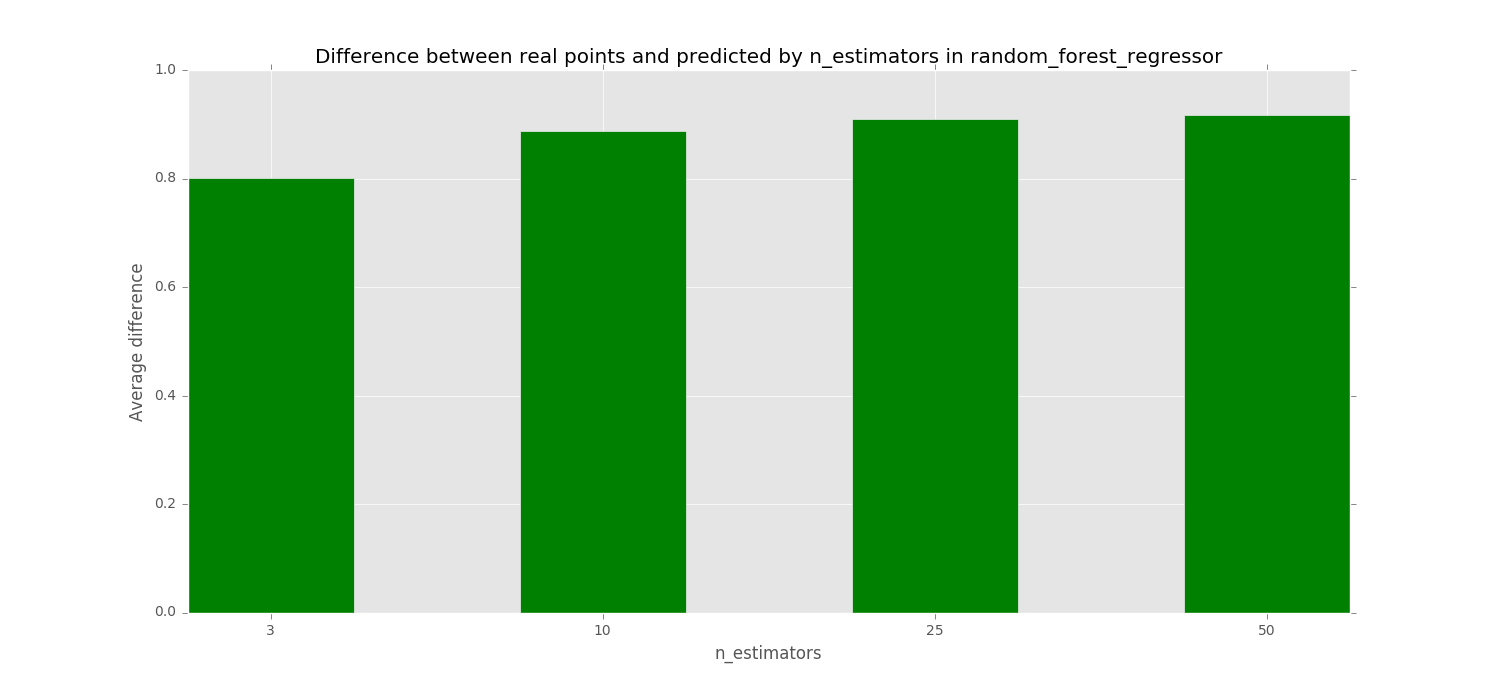 Difference between real points and predicted by n_estimators in random_forest_regressor
1.0
0.8
0.6
0.4
0.2
0.0
Average difference
3 10 25 50
n_estimators